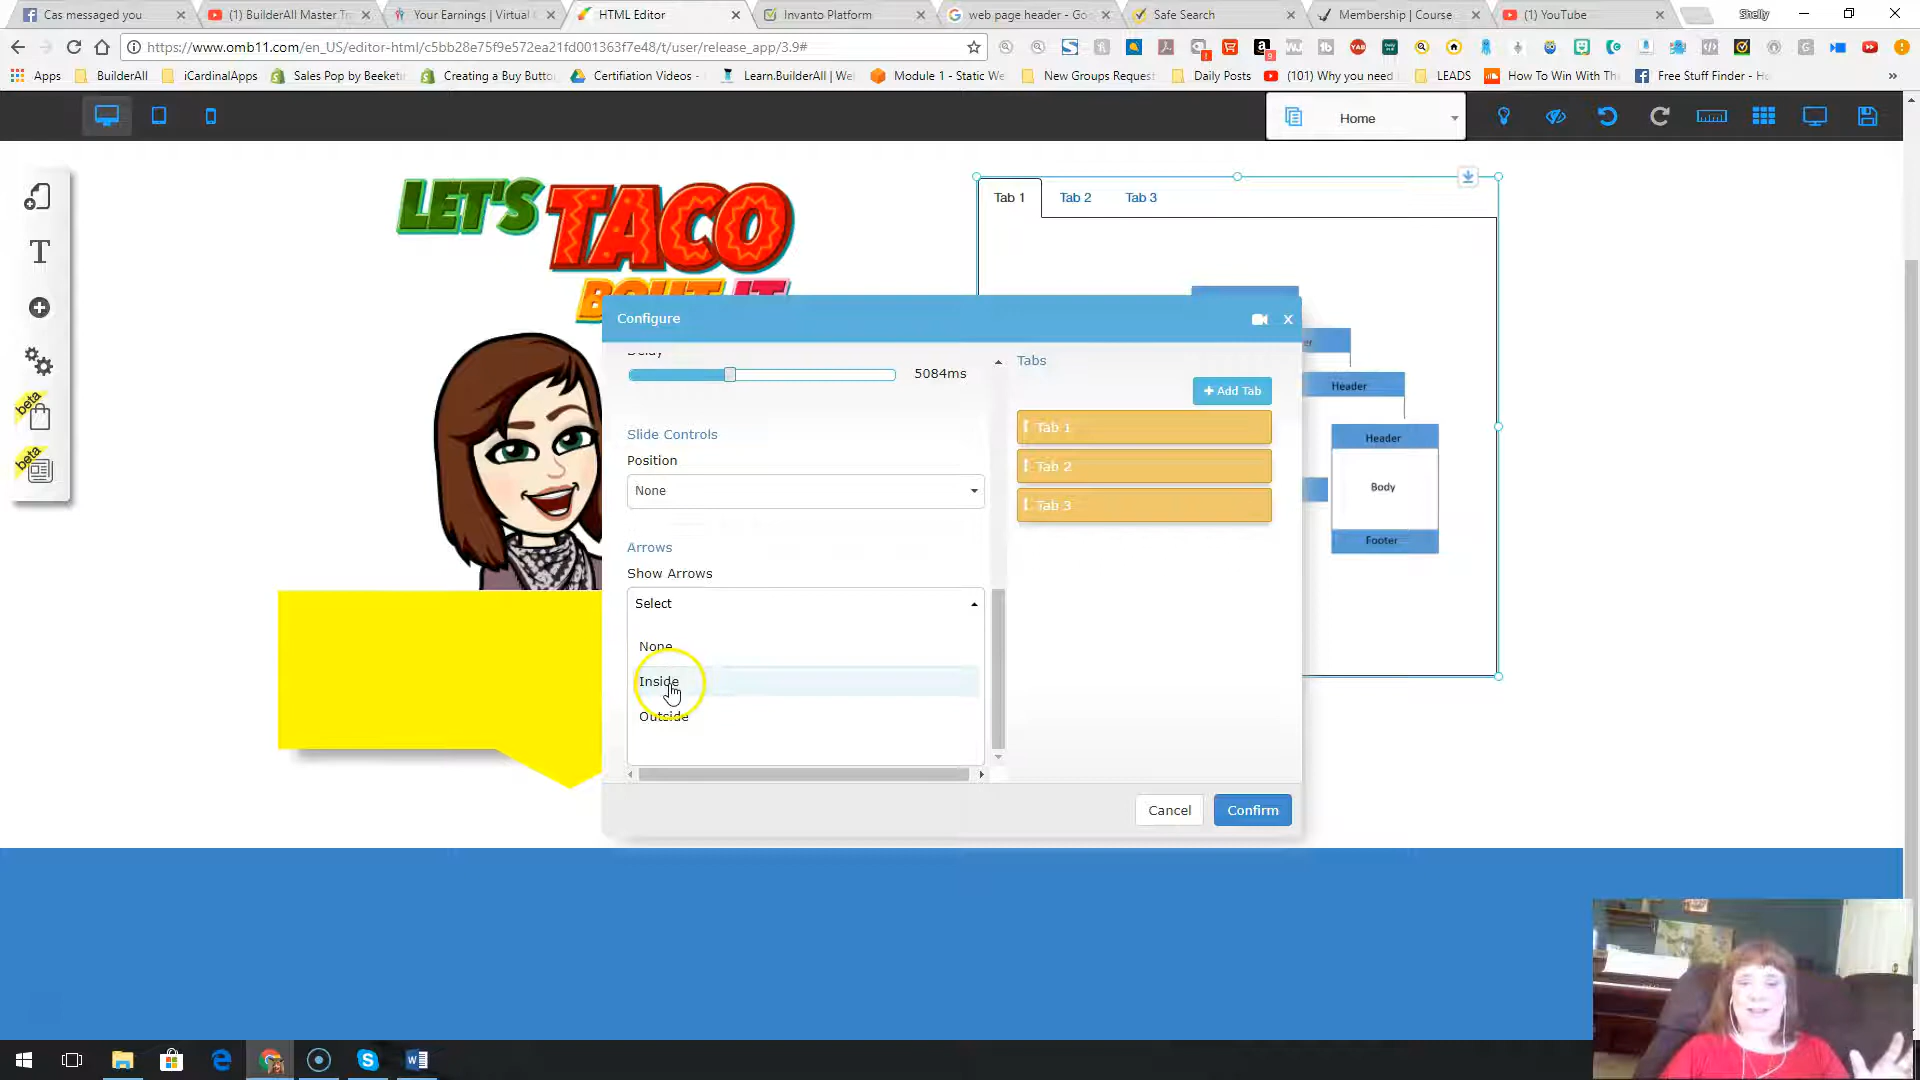 Cas messaged you
(1) BuilderAll Master Tr
Your Earnings | Virtual
HTML Editor
Invanto Platform
web page header - Go
Safe Search
Membership | Course
(1) YouTube
Shelly
https://www.omb11.com/en_US/editor-html/c5bb28e75f9e572ea21fd001363f7e48/t/user/release_app/3.9#
Apps
BuilderAll
iCardinalApps
Sales Pop by Beeketi
Creating a Buy Butto
Certifiation Videos -
Learn.BuilderAll | We
Module 1 - Static We
New Groups Request
Daily Posts
(101) Why you need
LEADS
How To Win With Th
Free Stuff Finder - H
Home
LET'S TACO
BOUT IT
beta
beta
Tab 1
Tab 2
Tab 3
Configure
X
Delay
5084ms
Slide Controls
Position
None
Arrows
Show Arrows
Select
None
Inside
Outside
Tabs
+ Add Tab
Tab 1
Tab 2
Tab 3
Cancel
Confirm
Header
Header
Body
Footer